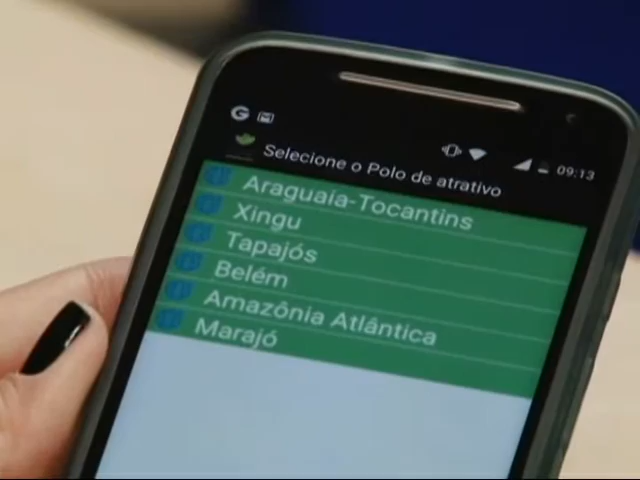 09:13
Selecione o Polo de atrativo
Araguaia-Tocantins
Xingu
Tapajós
Belém
Amazônia Atlântica
Marajó